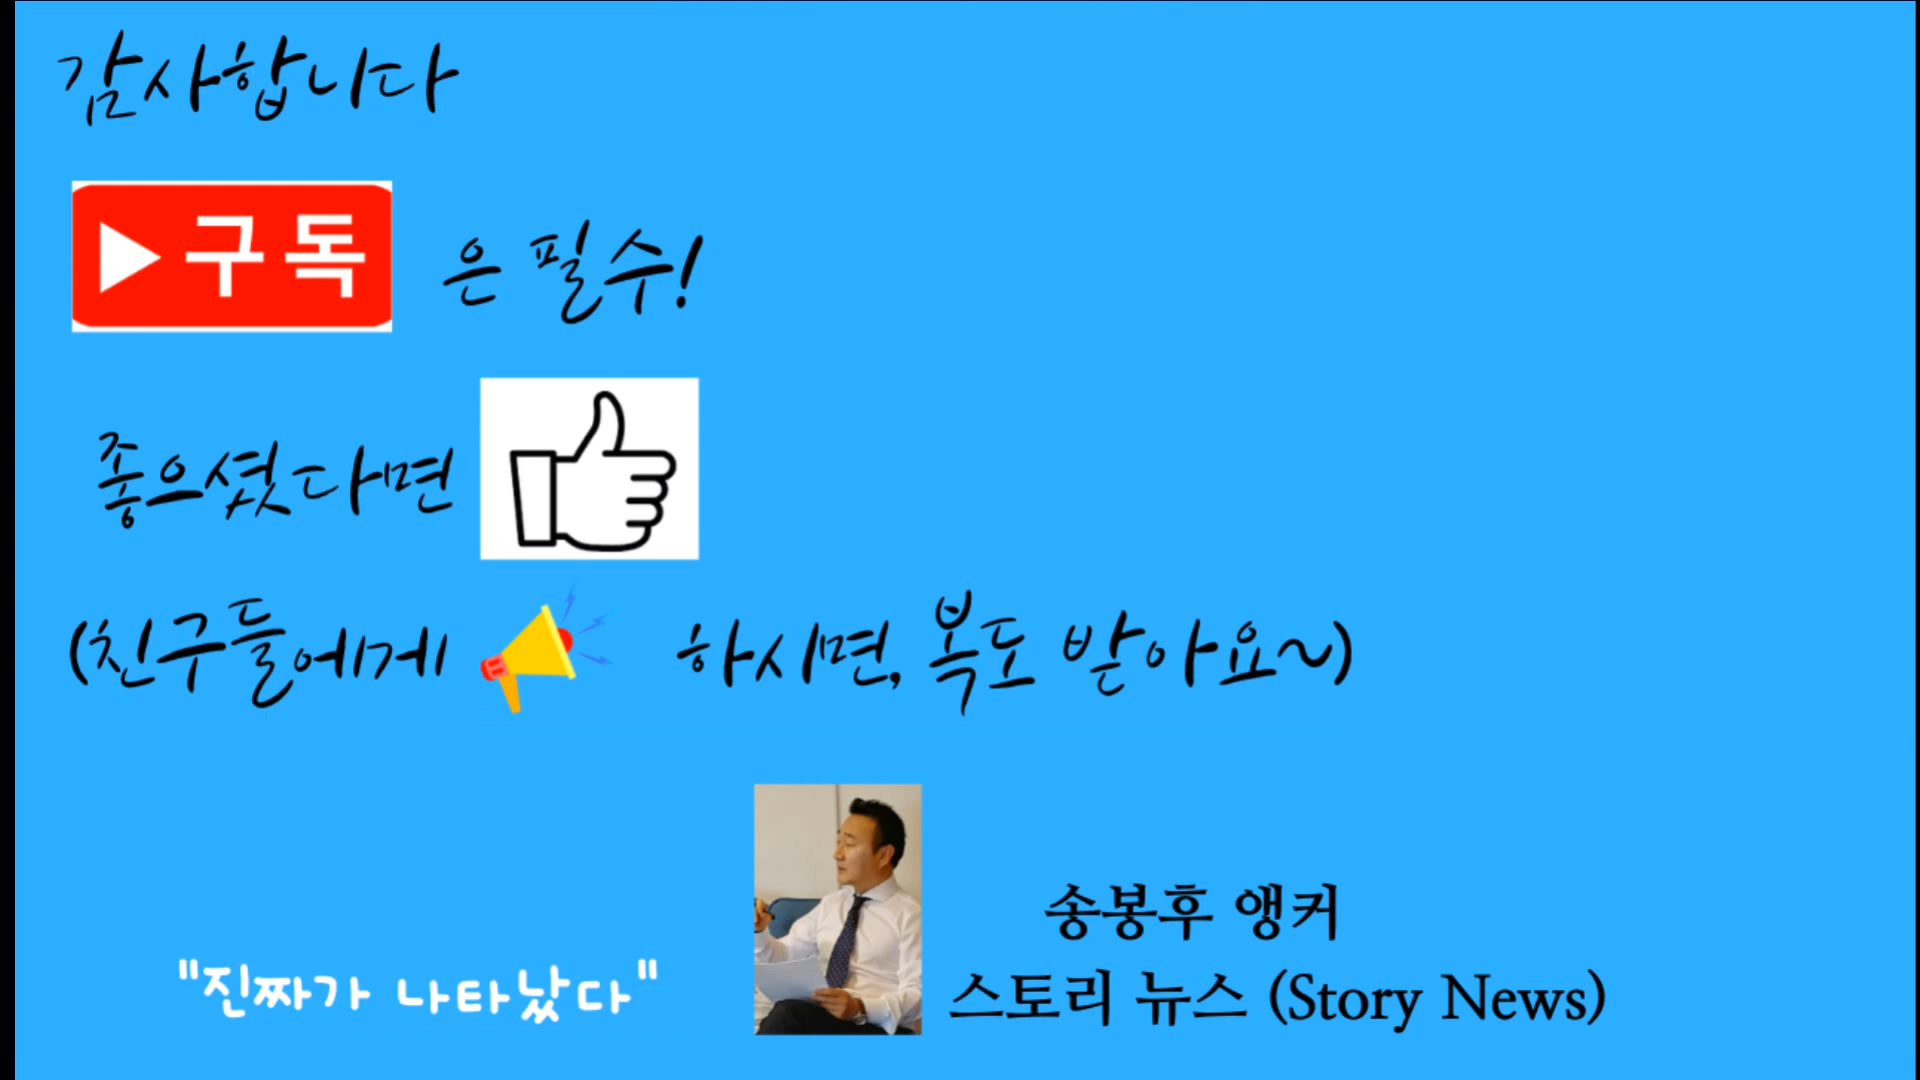 감사합니다
구독 은 필수!
좋으셨다면
(친구들에게 하시면, 복도 받아요~)
송봉후 앵커
"진짜가 나타났다"
스토리 뉴스 (Story News)